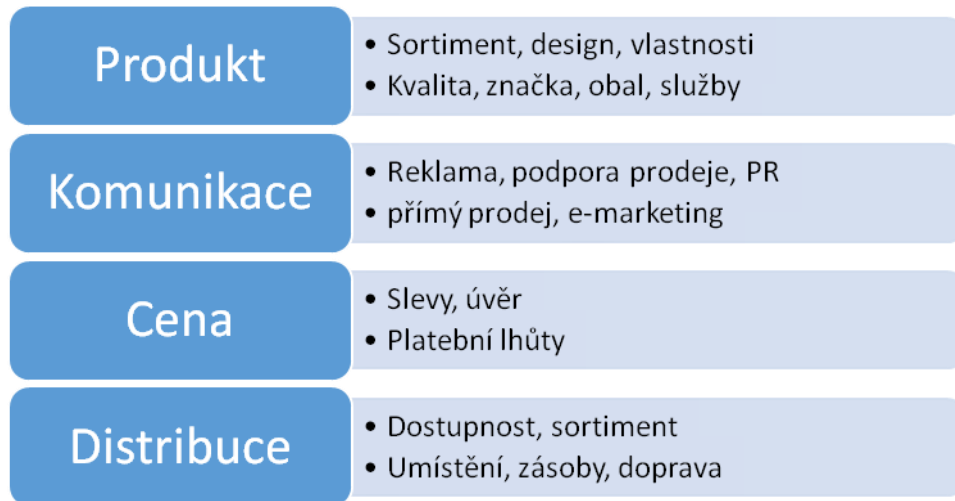 Produkt
• Sortiment, design, vlastnosti
• Kvalita, značka, obal, služby
Komunikace
• Reklama, podpora prodeje, PR
• přímý prodej, e-marketing
Cena
• Slevy, úvěr
• Platební lhůty
Distribuce
• Dostupnost, sortiment
• Umístění, zásoby, doprava